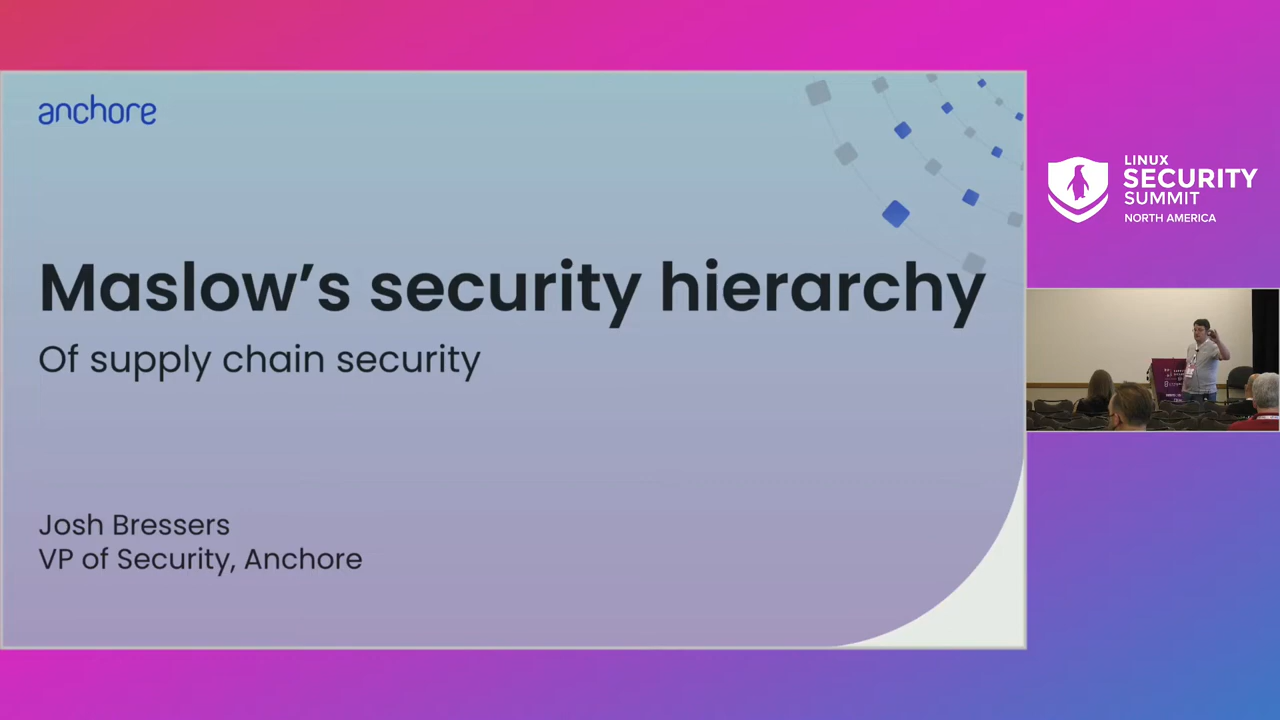 anchore
Maslow's security hierarchy
Of supply chain security
Josh Bressers
VP of Security, Anchore
LINUX
SECURITY
SUMMIT
NORTH AMERICA